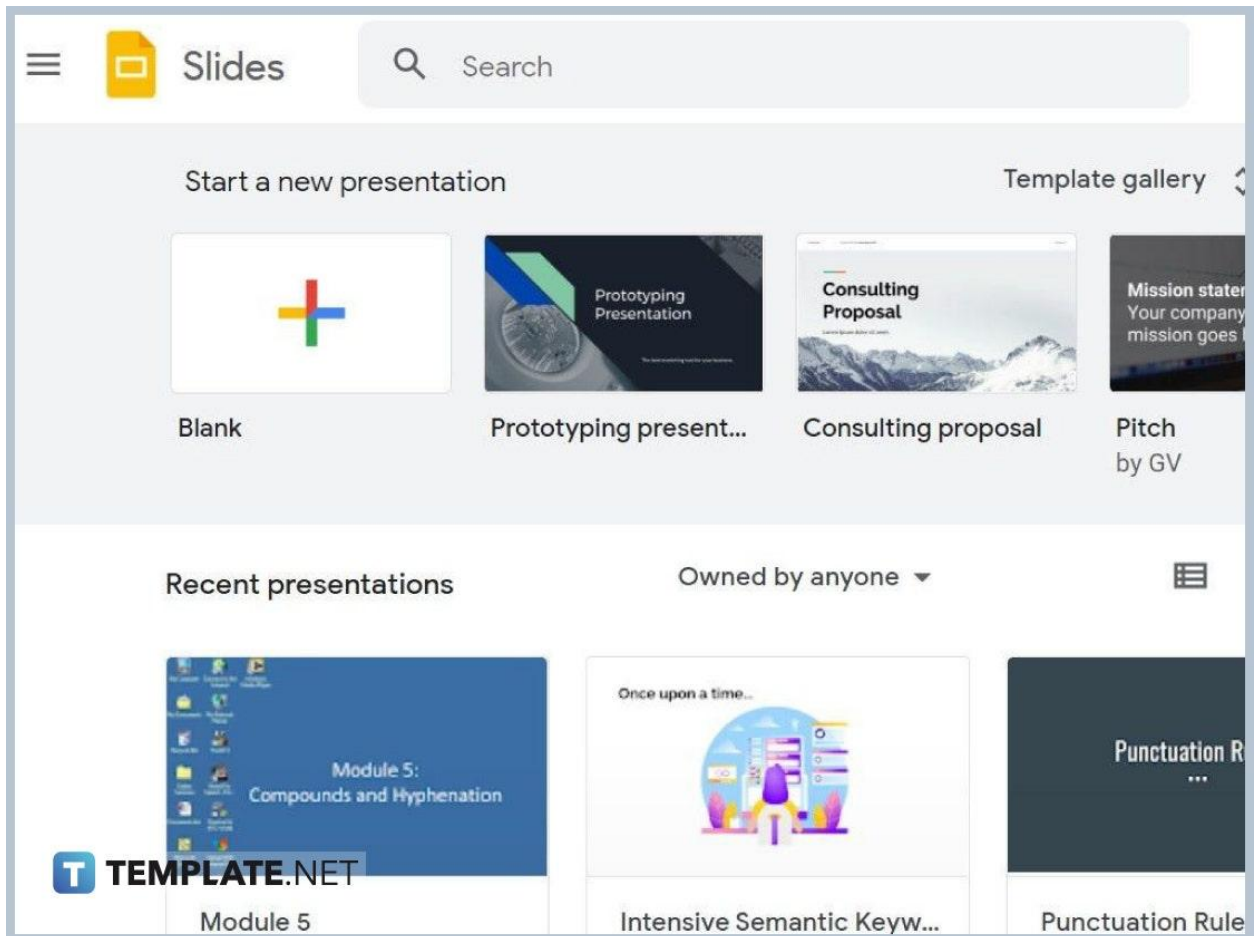 Slides
Search
Start a new presentation
Template gallery
Prototyping
Presentation
Consulting
Proposal
Mission stater
Your company
mission goes
Blank
Prototyping present...
Consulting proposal
Pitch
by GV
Recent presentations
Owned by anyone
Module 5:
Compounds and Hyphenation
Once upon a time...
Punctuation R
...
T TEMPLATE.NET
Module 5
Intensive Semantic Keyw...
Punctuation Rule